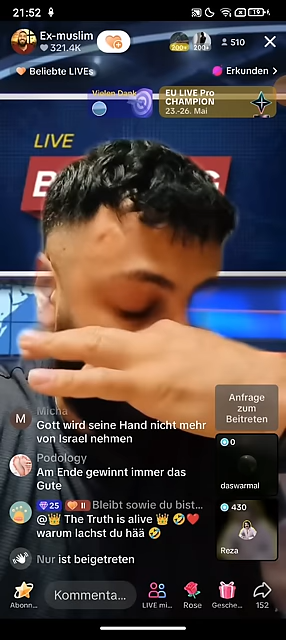 21:52
19
Ex-muslim
321.4K
200+
200+
510
Beliebte LIVEs
Erkunden
Vielen Dank
EU LIVE Pro
CHAMPION
23.-26. Mai
LIVE
B G
Anfrage
zum
Beitreten
Micha
M
Gott wird seine Hand nicht mehr
von Israel nehmen
0
daswarmal
Podology
Am Ende gewinnt immer das
Gute
25 II Bleibt sowie du bist...
@👑 The Truth is alive 👑 🤣❤️
warum lachst du hää 🤣
430
Reza
Nur ist beigetreten
Abonn...
Kommenta...
LIVE mi...
Rose
Gesche...
152